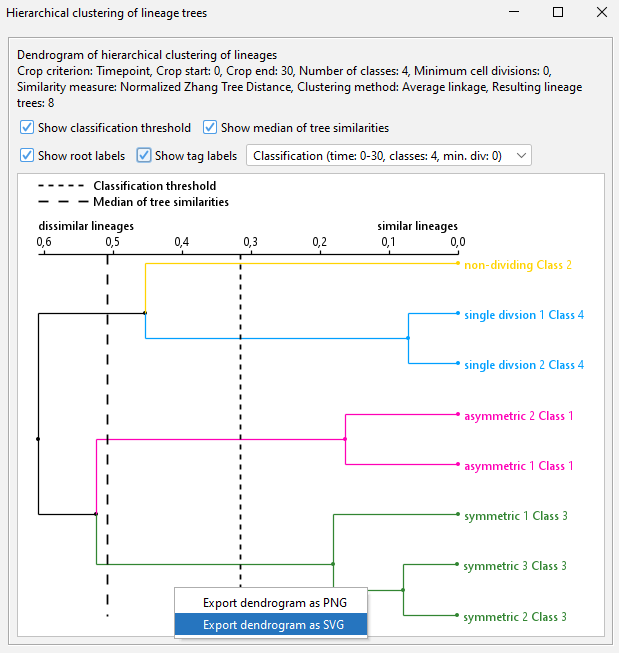 Hierarchical clustering of lineage trees
Dendrogram of hierarchical clustering of lineages
Crop criterion: Timepoint, Crop start: 0, Crop end: 30, Number of classes: 4, Minimum cell divisions: 0,
Similarity measure: Normalized Zhang Tree Distance, Clustering method: Average linkage, Resulting lineage
trees: 8
Show classification threshold Show median of tree similarities
Show root labels Show tag labels Classification (time: 0-30, classes: 4, min. div: 0)
Classification threshold
Median of tree similarities
dissimilar lineages similar lineages
0,6 0,5 0,4 0,3 0,2 0,1 0,0
non-dividing Class 2
single divsion 1 Class 4
single divsion 2 Class 4
asymmetric 2 Class 1
asymmetric 1 Class 1
symmetric 1 Class 3
symmetric 3 Class 3
symmetric 2 Class 3
Export dendrogram as PNG
Export dendrogram as SVG